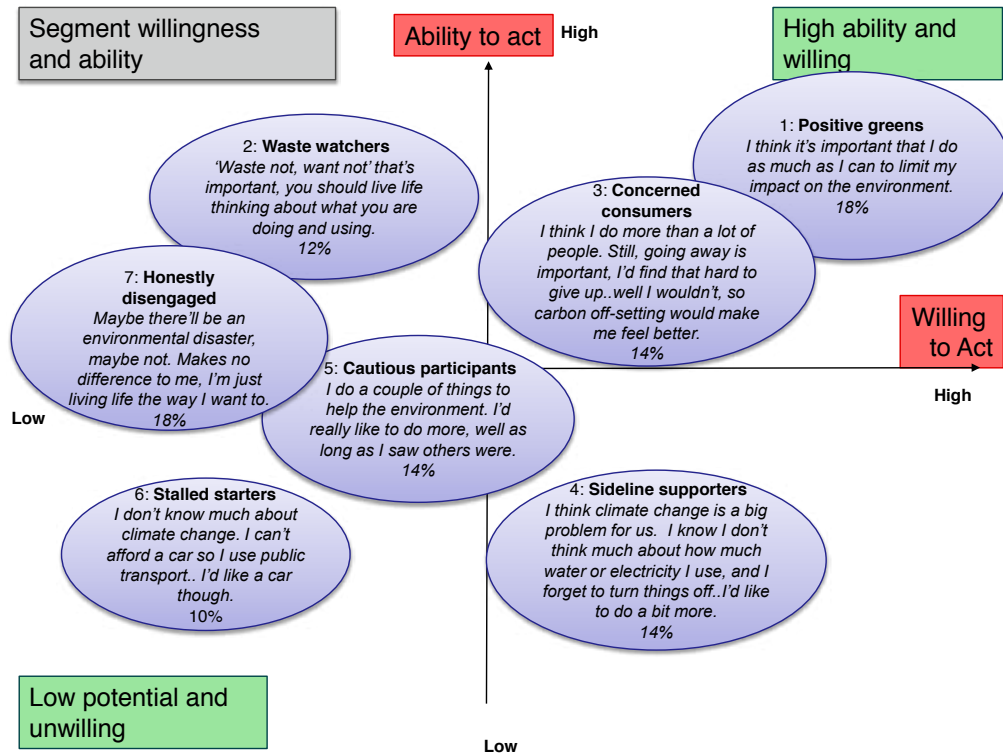 Segment willingness
and ability
Ability to act
High
High ability and
willing
1: Positive greens
I think it's important that I do
as much as I can to limit my
impact on the environment.
18%
2: Waste watchers
‘Waste not, want not’ that’s
important, you should live life
thinking about what you are
doing and using.
12%
3: Concerned
consumers
I think I do more than a lot of
people. Still, going away is
important, I’d find that hard to
give up..well I wouldn’t, so
carbon off-setting would make
me feel better.
14%
7: Honestly
disengaged
Maybe there’ll be an
environmental disaster,
maybe not. Makes no
difference to me, I’m just
living life the way I want to.
18%
Willing
to Act
High
Low
5: Cautious participants
I do a couple of things to
help the environment. I’d
really like to do more, well as
long as I saw others were.
14%
6: Stalled starters
I don’t know much about
climate change. I can’t
afford a car so I use public
transport.. I’d like a car
though.
10%
4: Sideline supporters
I think climate change is a big
problem for us. I know I don’t
think much about how much
water or electricity I use, and I
forget to turn things off..I’d like
to do a bit more.
14%
Low potential and
unwilling
Low